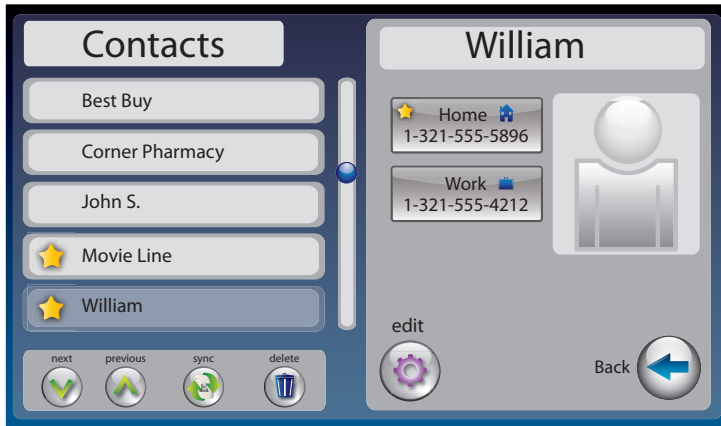 Contacts
Best Buy
Corner Pharmacy
John S.
Movie Line
William
next previous sync delete
William
Home
1-321-555-5896
Work
1-321-555-4212
edit
Back